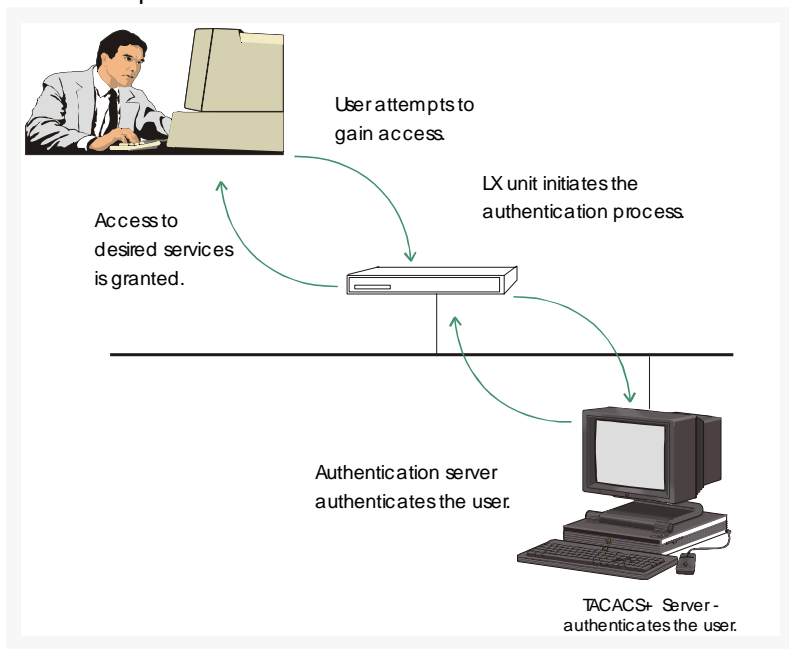 User attempts to
gain access.
LX unit initiates the
authentication process.
Access to
desired services
is granted.
Authentication server
authenticates the user.
TACACS+ Server -
authenticates the user.